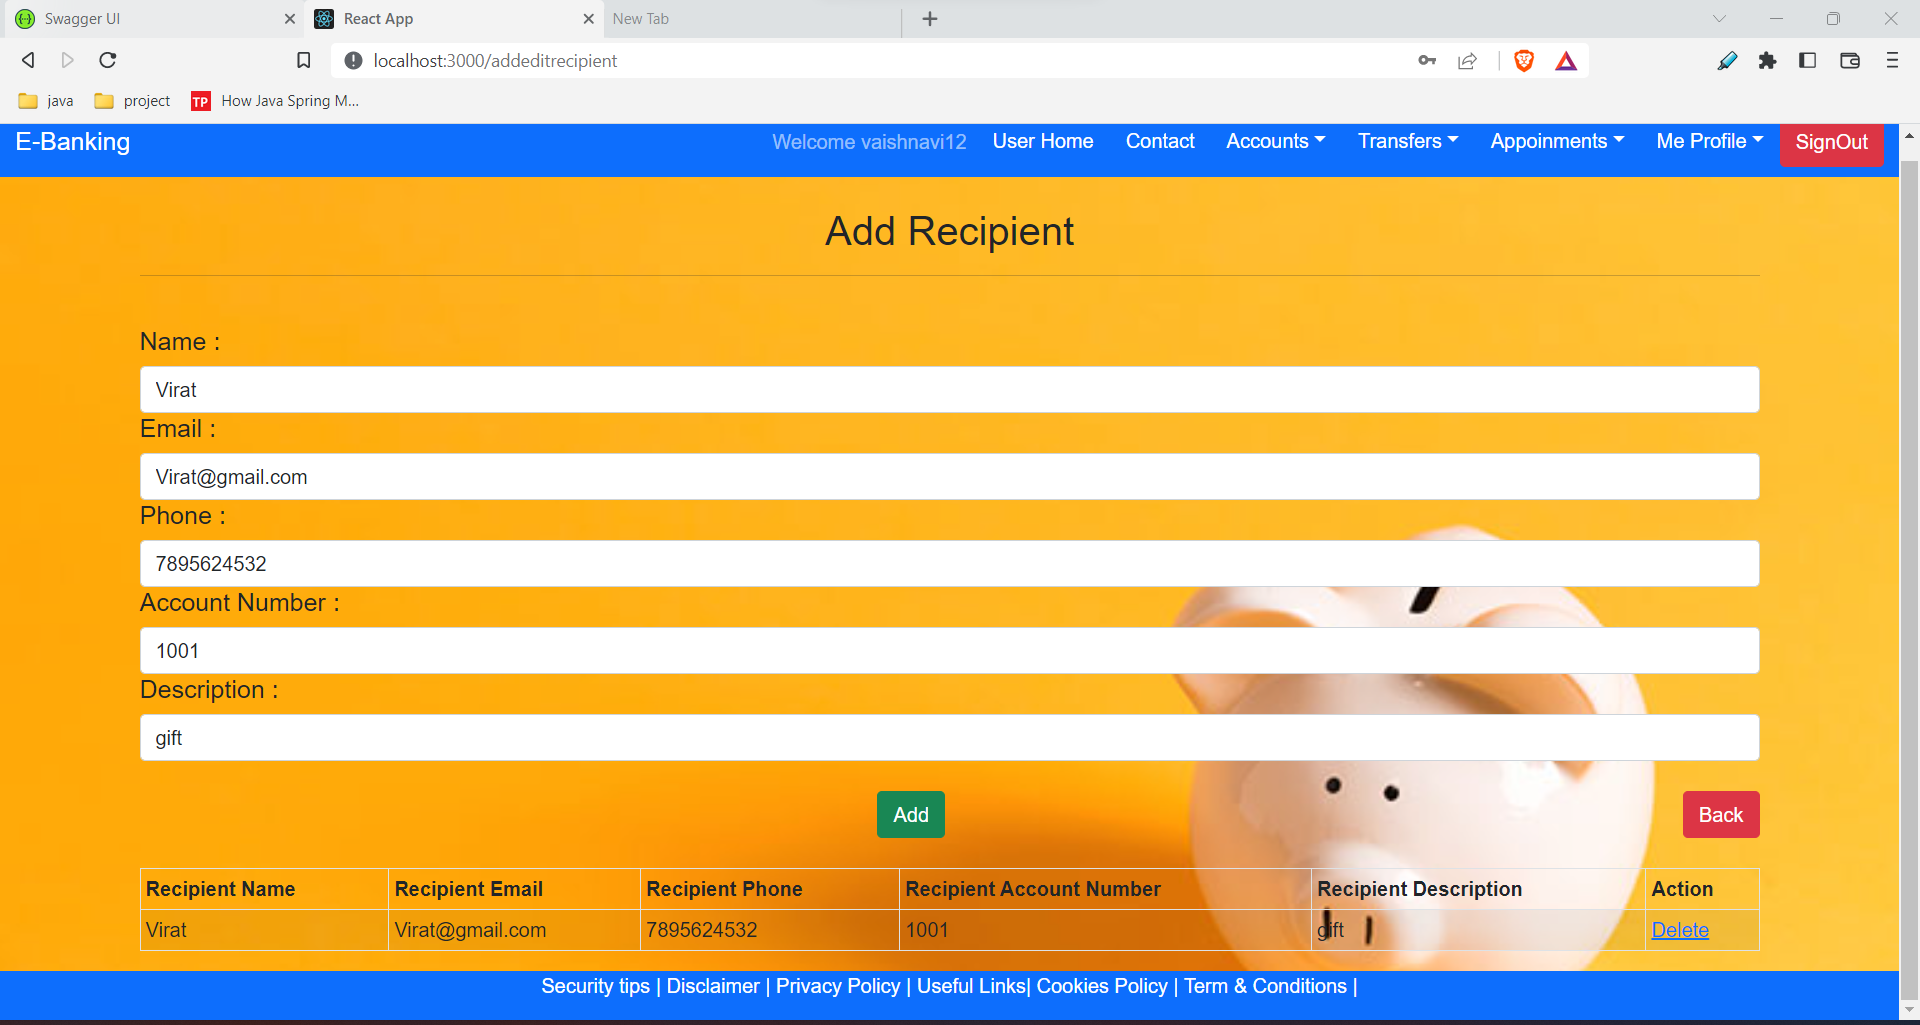 Swagger UI
React App
New Tab
localhost:3000/addeditrecipient
java
project
TP
How Java Spring M...
E-Banking
Welcome vaishnavi12
User Home
Contact
Accounts
Transfers
Appoinments
Me Profile
SignOut
Add Recipient
Name :
Virat
Email :
Virat@gmail.com
Phone :
7895624532
Account Number :
1001
Description :
gift
Add
Back
Recipient Name Recipient Email Recipient Phone Recipient Account Number Recipient Description Action
Virat Virat@gmail.com 7895624532 1001 gift Delete
Security tips | Disclaimer | Privacy Policy | Useful Links| Cookies Policy | Term & Conditions |